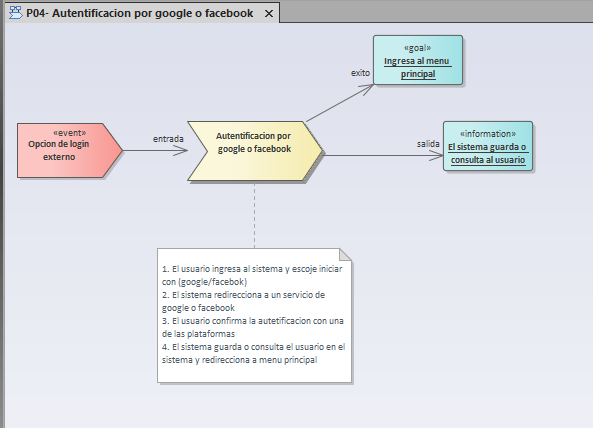 P04- Autentificacion por google o facebook
«goal»
Ingresa al menu
principal
exito
«event»
Opcion de login
externo
entrada
Autentificacion por
google o facebook
salida
«information»
El sistema guarda o
consulta al usuario
1. El usuario ingresa al sistema y escoje iniciar
con (google/facebok)
2. El sistema redirecciona a un servicio de
google o facebook
3. El usuario confirma la autetificacion con una
de las plataformas
4. El sistema guarda o consulta el usuario en el
sistema y redirecciona a menu principal